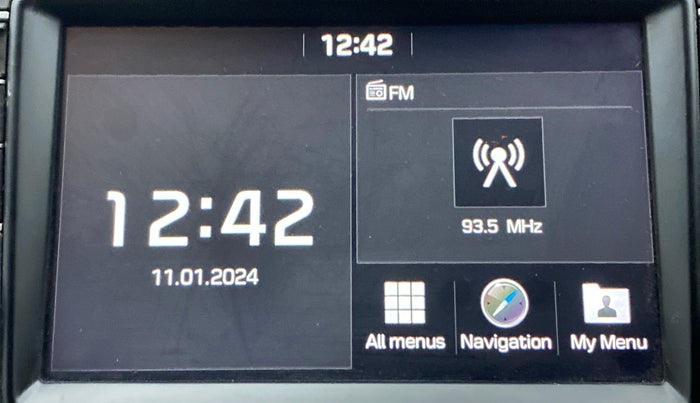 12:42
12:42
11.01.2024
FM
93.5 MHz
All menus
Navigation
My Menu